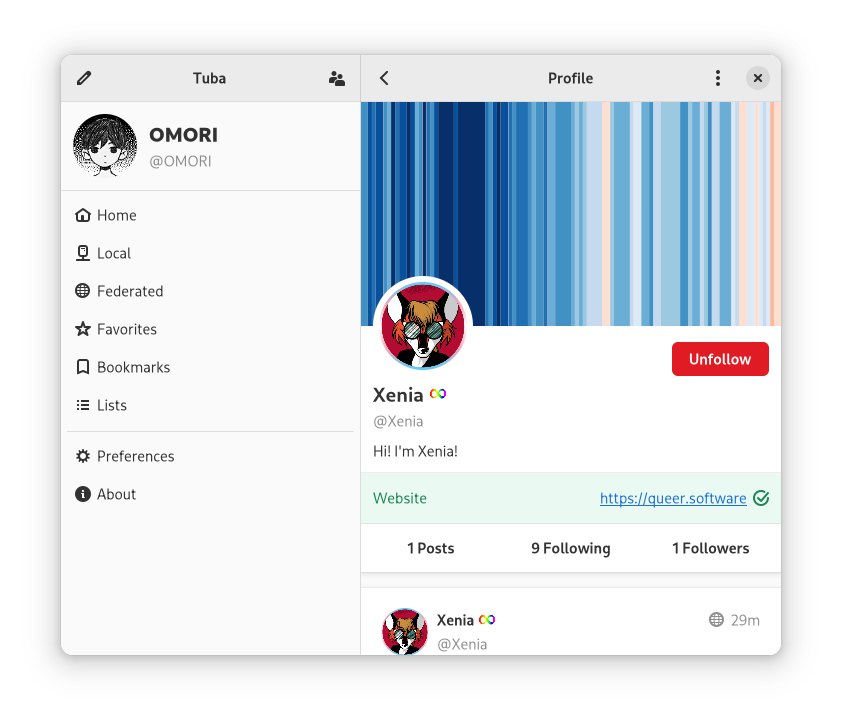 Tuba
OMORI
@OMORI
Home
Local
Federated
Favorites
Bookmarks
Lists
Preferences
About
Profile
Unfollow
Xenia
@Xenia
Hi! I'm Xenia!
Website https://queer.software
1 Posts 9 Following 1 Followers
Xenia 29m
@Xenia